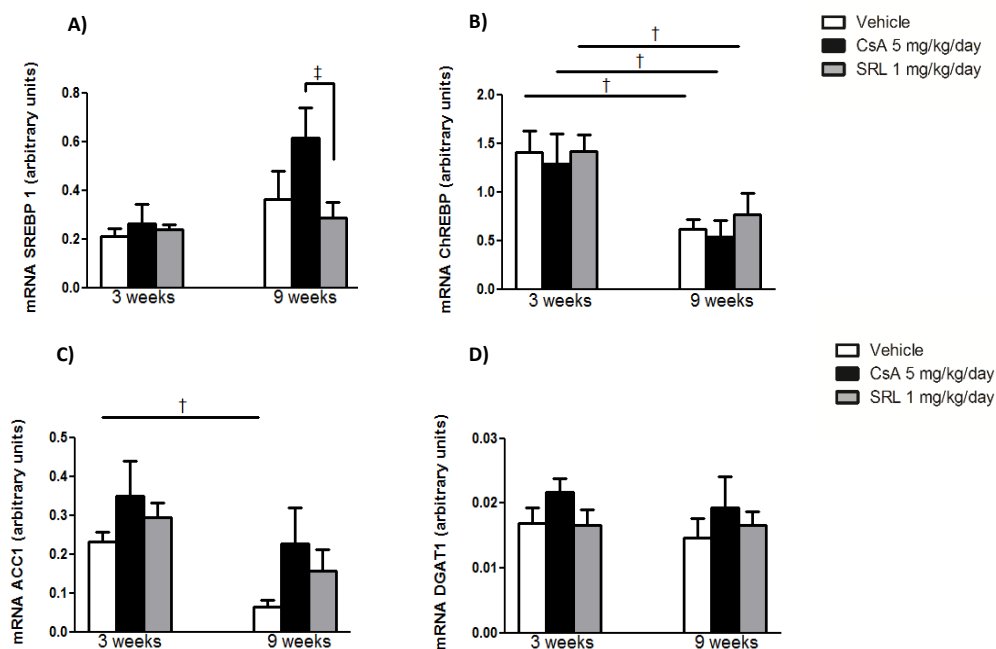 A)
‡
mRNA SREBP 1 (arbitrary units)
0.8
0.6
0.4
0.2
0.0
3 weeks
9 weeks
B)
†
†
†
mRNA ChREBP (arbitrary units)
2.0
1.5
1.0
0.5
0.0
3 weeks
9 weeks
Vehicle
CsA 5 mg/kg/day
SRL 1 mg/kg/day
C)
†
mRNA ACC1 (arbitrary units)
0.5
0.4
0.3
0.2
0.1
0.0
3 weeks
9 weeks
D)
mRNA DGAT1 (arbitrary units)
0.03
0.02
0.01
0.00
3 weeks
9 weeks
Vehicle
CsA 5 mg/kg/day
SRL 1 mg/kg/day